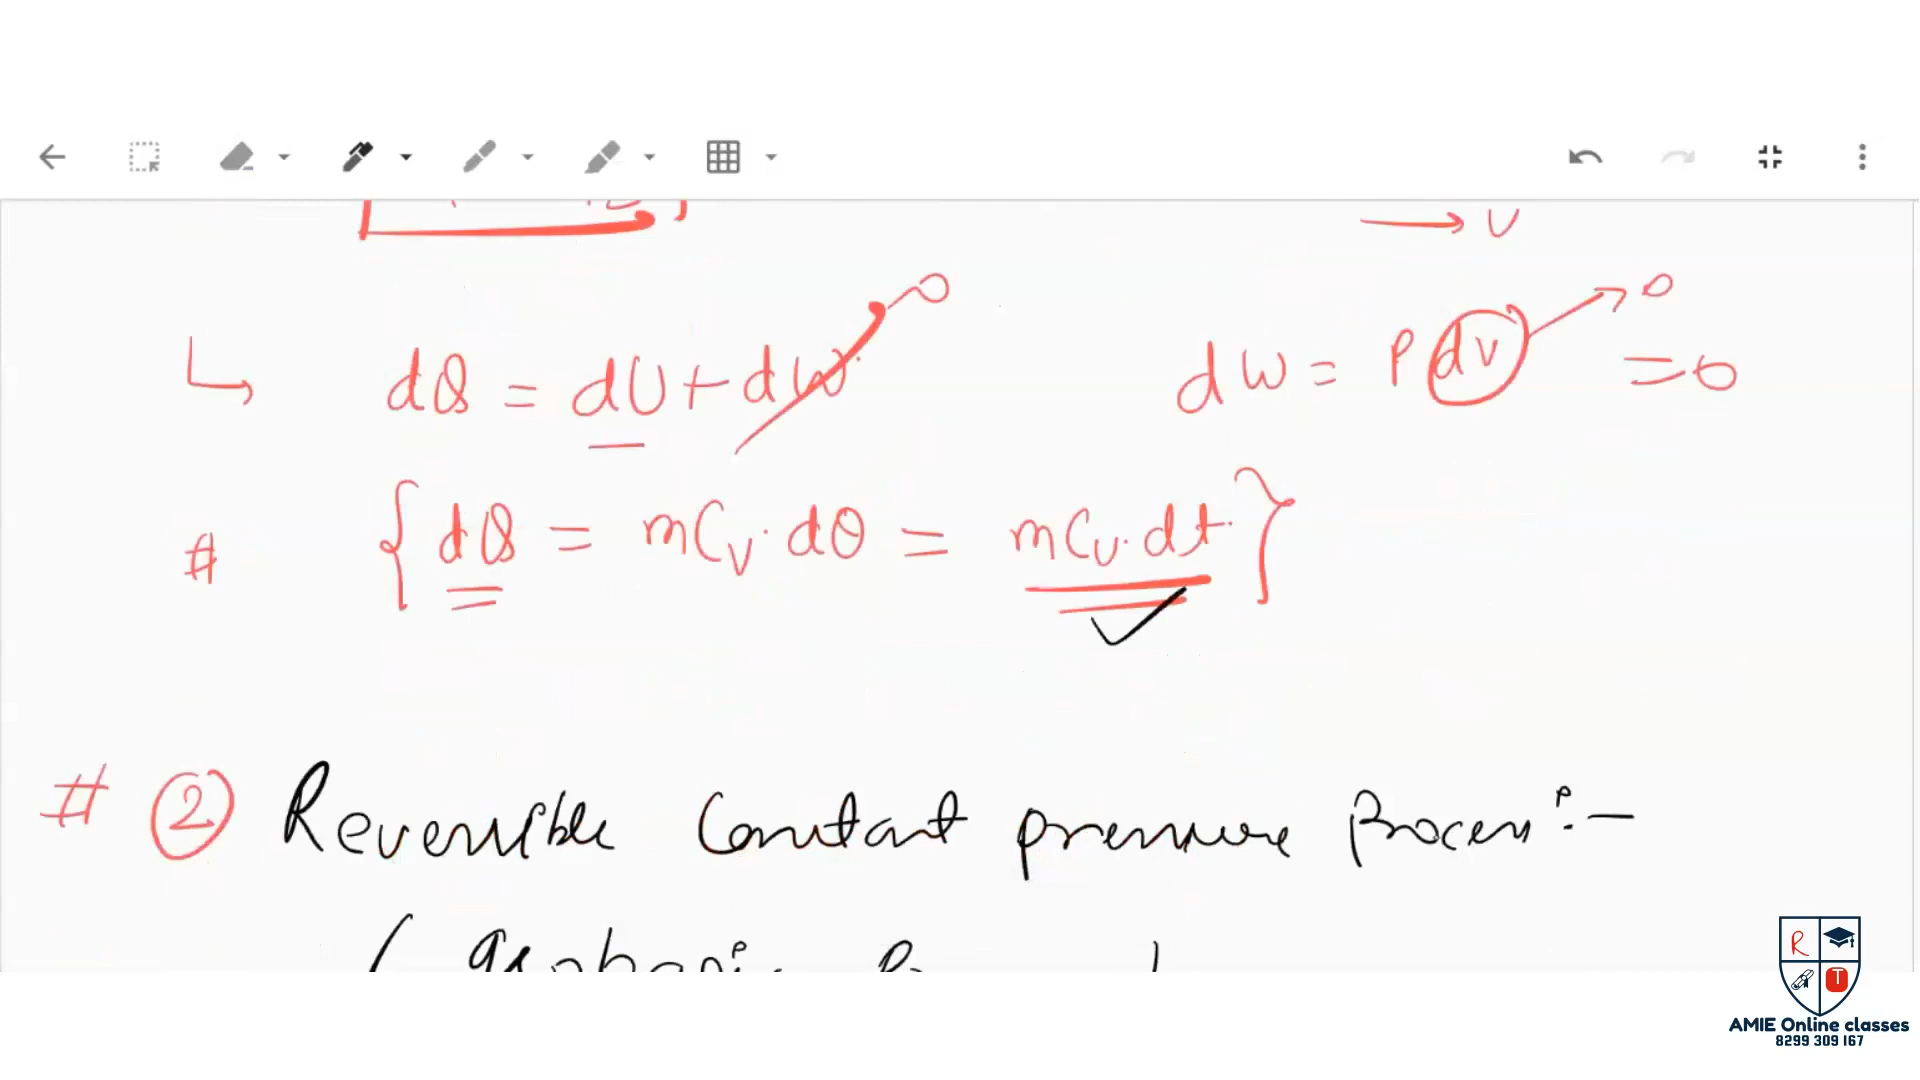 → V
↳ dQ = dU + dW → 0
dW = P dv → 0 = 0
# { dQ = mCv. dθ = mCv. dt. }
# ② Reversible Constant pressure Process :-
R
T
AMIE Online classes
8299 309 167